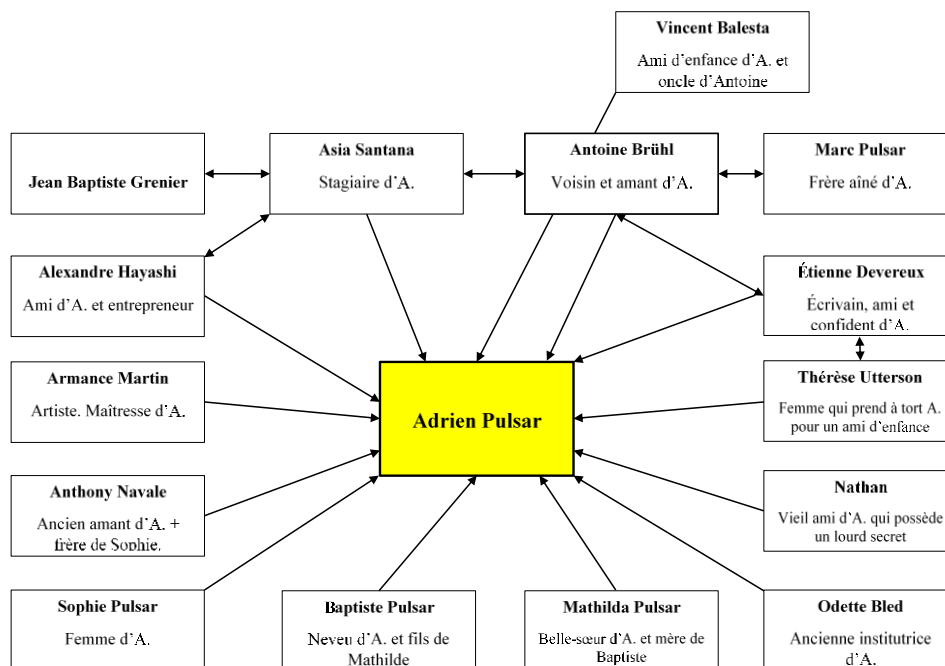 Vincent Balesta
Ami d'enfance d'A. et
oncle d'Antoine
Jean Baptiste Grenier
Asia Santana
Stagiaire d'A.
Antoine Brühl
Voisin et amant d'A.
Marc Pulsar
Frère aîné d'A.
Alexandre Hayashi
Ami d'A. et entrepreneur
Étienne Devereux
Écrivain, ami et
confident d'A.
Armance Martin
Artiste. Maîtresse d'A.
Adrien Pulsar
Thérèse Utterson
Femme qui prend à tort A.
pour un ami d'enfance
Anthony Navale
Ancien amant d'A. +
frère de Sophie.
Nathan
Vieil ami d'A. qui possède
un lourd secret
Sophie Pulsar
Femme d'A.
Baptiste Pulsar
Neveu d'A. et fils de
Mathilde
Mathilda Pulsar
Belle-sœur d'A. et mère de
Baptiste
Odette Bled
Ancienne institutrice
d'A.